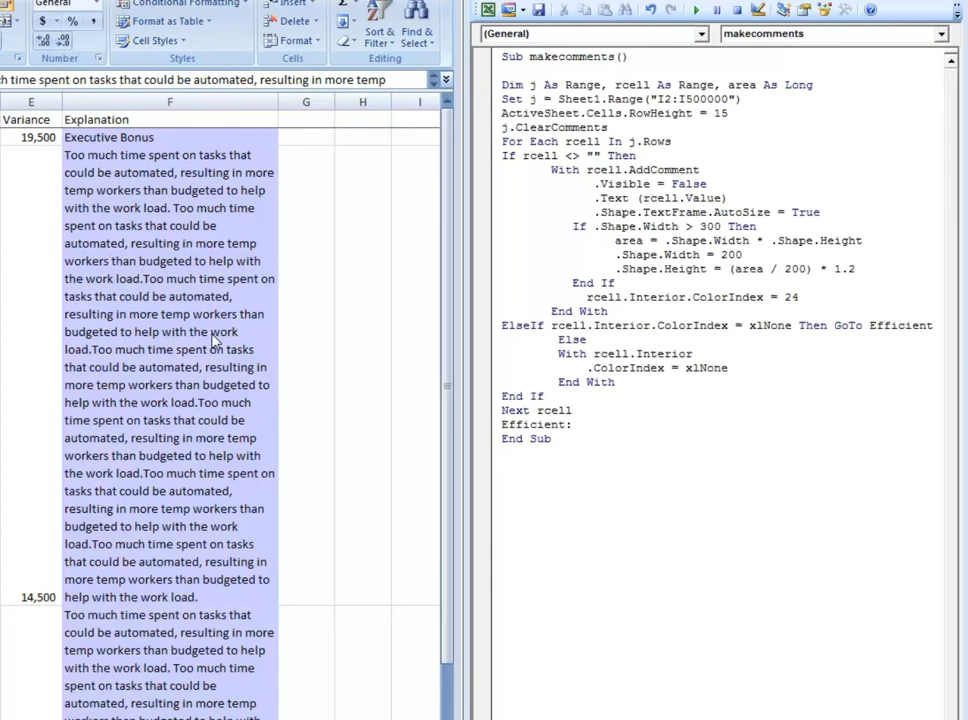 General
Format as Table
Cell Styles
Insert
Delete
Format
Sort & Filter
Find & Select
$ % ,
Number
Styles
Cells
Editing
h time spent on tasks that could be automated, resulting in more temp
E F G H I
Variance Explanation
19,500 Executive Bonus
Too much time spent on tasks that
could be automated, resulting in more
temp workers than budgeted to help
with the work load. Too much time
spent on tasks that could be
automated, resulting in more temp
workers than budgeted to help with
the work load.Too much time spent on
tasks that could be automated,
resulting in more temp workers than
budgeted to help with the work
load.Too much time spent on tasks
that could be automated, resulting in
more temp workers than budgeted to
help with the work load.Too much
time spent on tasks that could be
automated, resulting in more temp
workers than budgeted to help with
the work load.Too much time spent on
tasks that could be automated,
resulting in more temp workers than
budgeted to help with the work
load.Too much time spent on tasks
that could be automated, resulting in
more temp workers than budgeted to
14,500 help with the work load.
Too much time spent on tasks that
could be automated, resulting in more
temp workers than budgeted to help
with the work load. Too much time
spent on tasks that could be
automated, resulting in more temp
workers than budgeted to help with
(General) makecomments
Sub makecomments()
Dim j As Range, rcell As Range, area As Long
Set j = Sheet1.Range("I2:I500000")
ActiveSheet.Cells.RowHeight = 15
j.ClearComments
For Each rcell In j.Rows
If rcell <> "" Then
With rcell.AddComment
.Visible = False
.Text (rcell.Value)
.Shape.TextFrame.AutoSize = True
If .Shape.Width > 300 Then
area = .Shape.Width * .Shape.Height
.Shape.Width = 200
.Shape.Height = (area / 200) * 1.2
End If
rcell.Interior.ColorIndex = 24
End With
ElseIf rcell.Interior.ColorIndex = xlNone Then GoTo Efficient
Else
With rcell.Interior
.ColorIndex = xlNone
End With
End If
Next rcell
Efficient:
End Sub